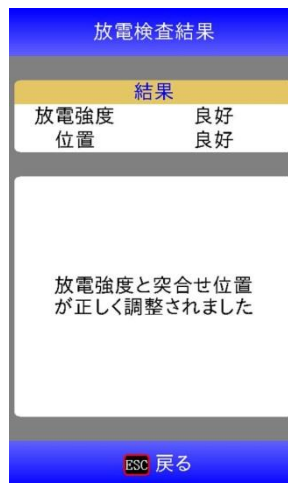 放電検査結果
結果
放電強度 良好
位置 良好
放電強度と突合せ位置
が正しく調整されました
ESC 戻る